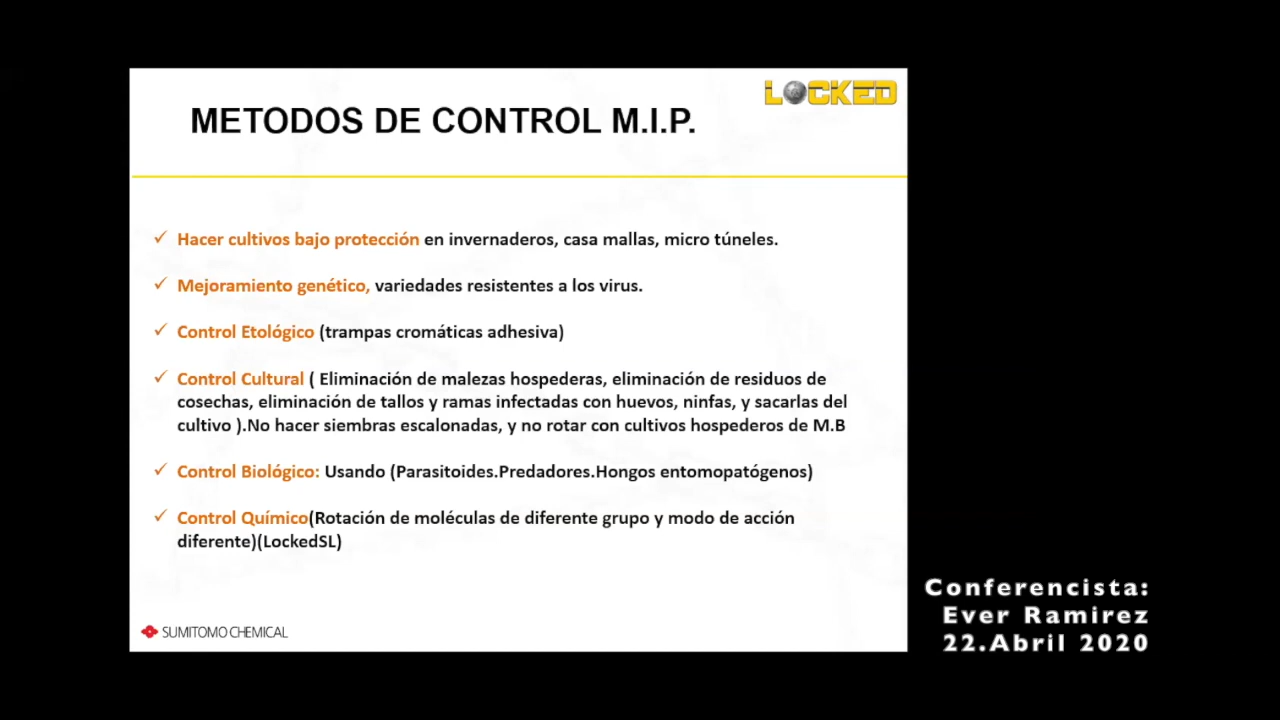 LOCKED
METODOS DE CONTROL M.I.P.
✓ Hacer cultivos bajo protección en invernaderos, casa mallas, micro túneles.
✓ Mejoramiento genético, variedades resistentes a los virus.
✓ Control Etológico (trampas cromáticas adhesiva)
✓ Control Cultural ( Eliminación de malezas hospederas, eliminación de residuos de
cosechas, eliminación de tallos y ramas infectadas con huevos, ninfas, y sacarlas del
cultivo ).No hacer siembras escalonadas, y no rotar con cultivos hospederos de M.B
✓ Control Biológico: Usando (Parasitoides.Predadores.Hongos entomopatógenos)
✓ Control Químico(Rotación de moléculas de diferente grupo y modo de acción
diferente)(LockedSL)
SUMITOMO CHEMICAL
Conferencista:
Ever Ramirez
22.Abril 2020